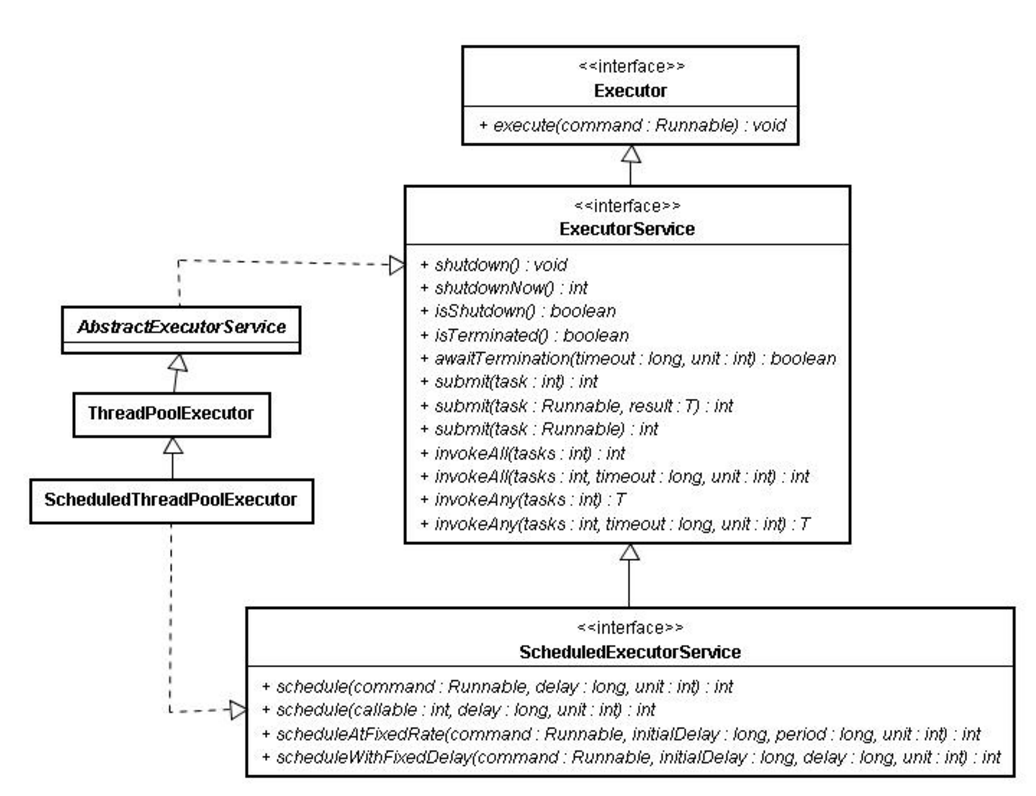 <<interface>>
Executor
+ execute(command : Runnable) : void
<<interface>>
ExecutorService
+ shutdown() : void
+ shutdownNow() : int
+ isShutdown() : boolean
+ isTerminated() : boolean
+ awaitTermination(timeout : long, unit : int) : boolean
+ submit(task : int) : int
+ submit(task : Runnable, result : T) : int
+ submit(task : Runnable) : int
+ invokeAll(tasks : int) : int
+ invokeAll(tasks : int, timeout : long, unit : int) : int
+ invokeAny(tasks : int) : T
+ invokeAny(tasks : int, timeout : long, unit : int) : T
AbstractExecutorService
ThreadPoolExecutor
ScheduledThreadPoolExecutor
<<interface>>
ScheduledExecutorService
+ schedule(command : Runnable, delay : long, unit : int) : int
+ schedule(callable : int, delay : long, unit : int) : int
+ scheduleAtFixedRate(command : Runnable, initialDelay : long, period : long, unit : int) : int
+ scheduleWithFixedDelay(command : Runnable, initialDelay : long, delay : long, unit : int) : int